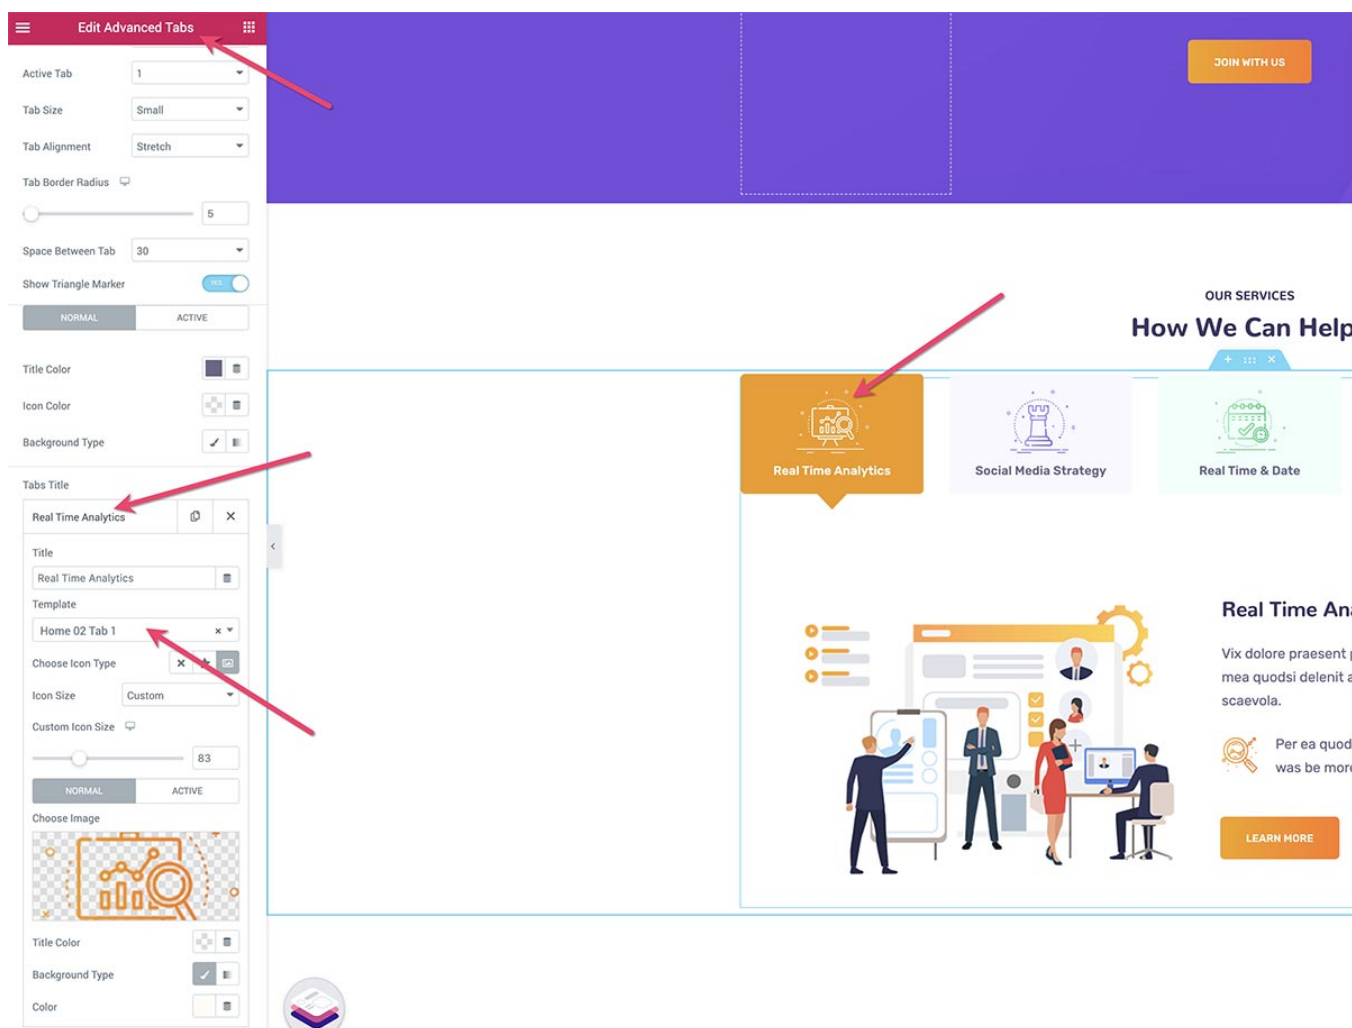 Edit Advanced Tabs
Active Tab 1
Tab Size Small
Tab Alignment Stretch
Tab Border Radius
5
Space Between Tab 30
Show Triangle Marker YES
NORMAL ACTIVE
Title Color
Icon Color
Background Type
Tabs Title
Real Time Analytics
Title
Real Time Analytics
Template
Home 02 Tab 1
Choose Icon Type
Icon Size Custom
Custom Icon Size
83
NORMAL ACTIVE
Choose Image
Title Color
Background Type
Color
JOIN WITH US
OUR SERVICES
How We Can Help
Real Time Analytics
Social Media Strategy
Real Time & Date
Real Time An
Vix dolore praesent
mea quodsi delenit a
scaevola.
Per ea quod
was be more
LEARN MORE